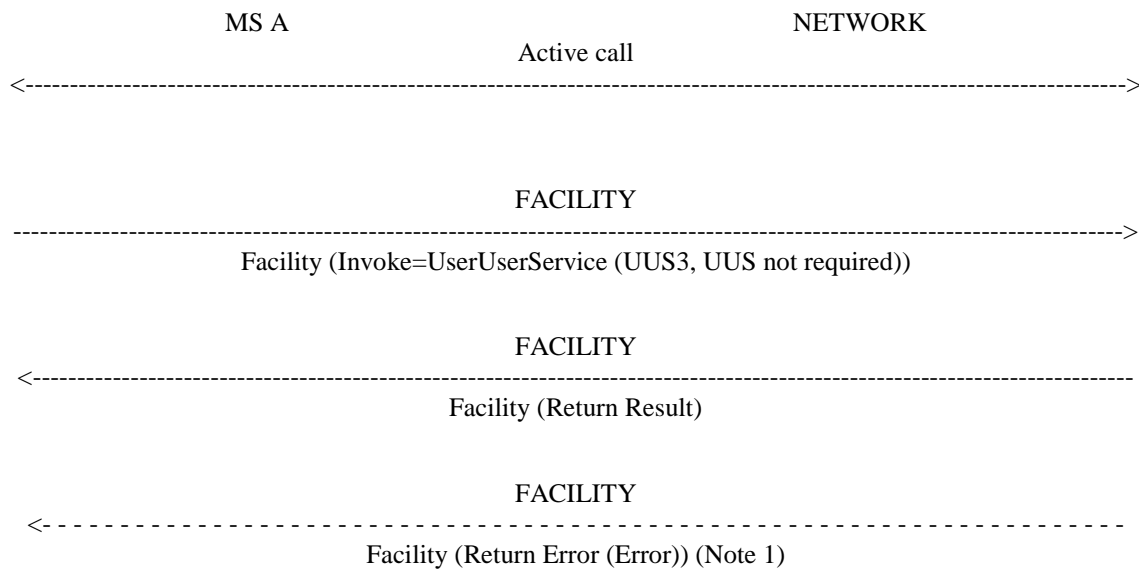 MS A NETWORK
Active call
<---------------------------------------------------------------------------------------------------------------------------->
FACILITY
----------------------------------------------------------------------------------------------------------------------------->
Facility (Invoke=UserUserService (UUS3, UUS not required))
FACILITY
<-----------------------------------------------------------------------------------------------------------------------------
Facility (Return Result)
FACILITY
<- - - - - - - - - - - - - - - - - - - - - - - - - - - - - - - - - - - - - - - - - - - - - - - - - - - - - - - -
Facility (Return Error (Error)) (Note 1)